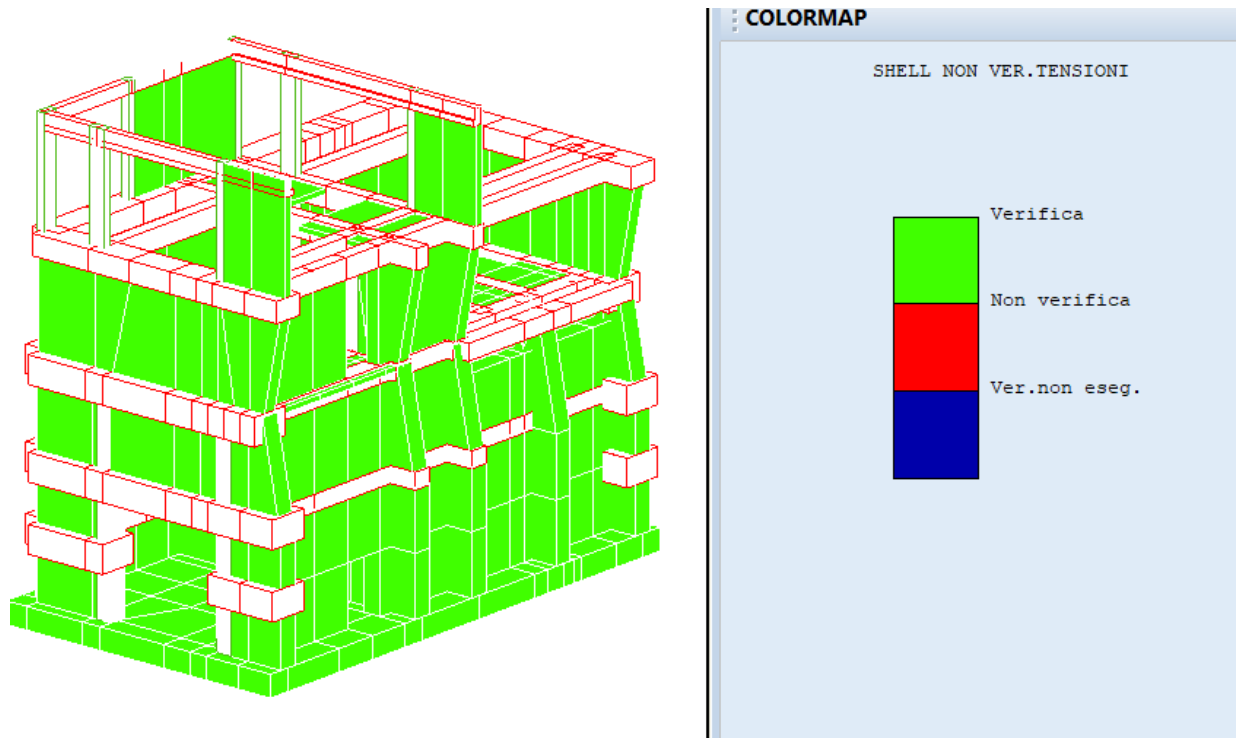 COLORMAP
SHELL NON VER.TENSIONI
Verifica
Non verifica
Ver.non eseg.